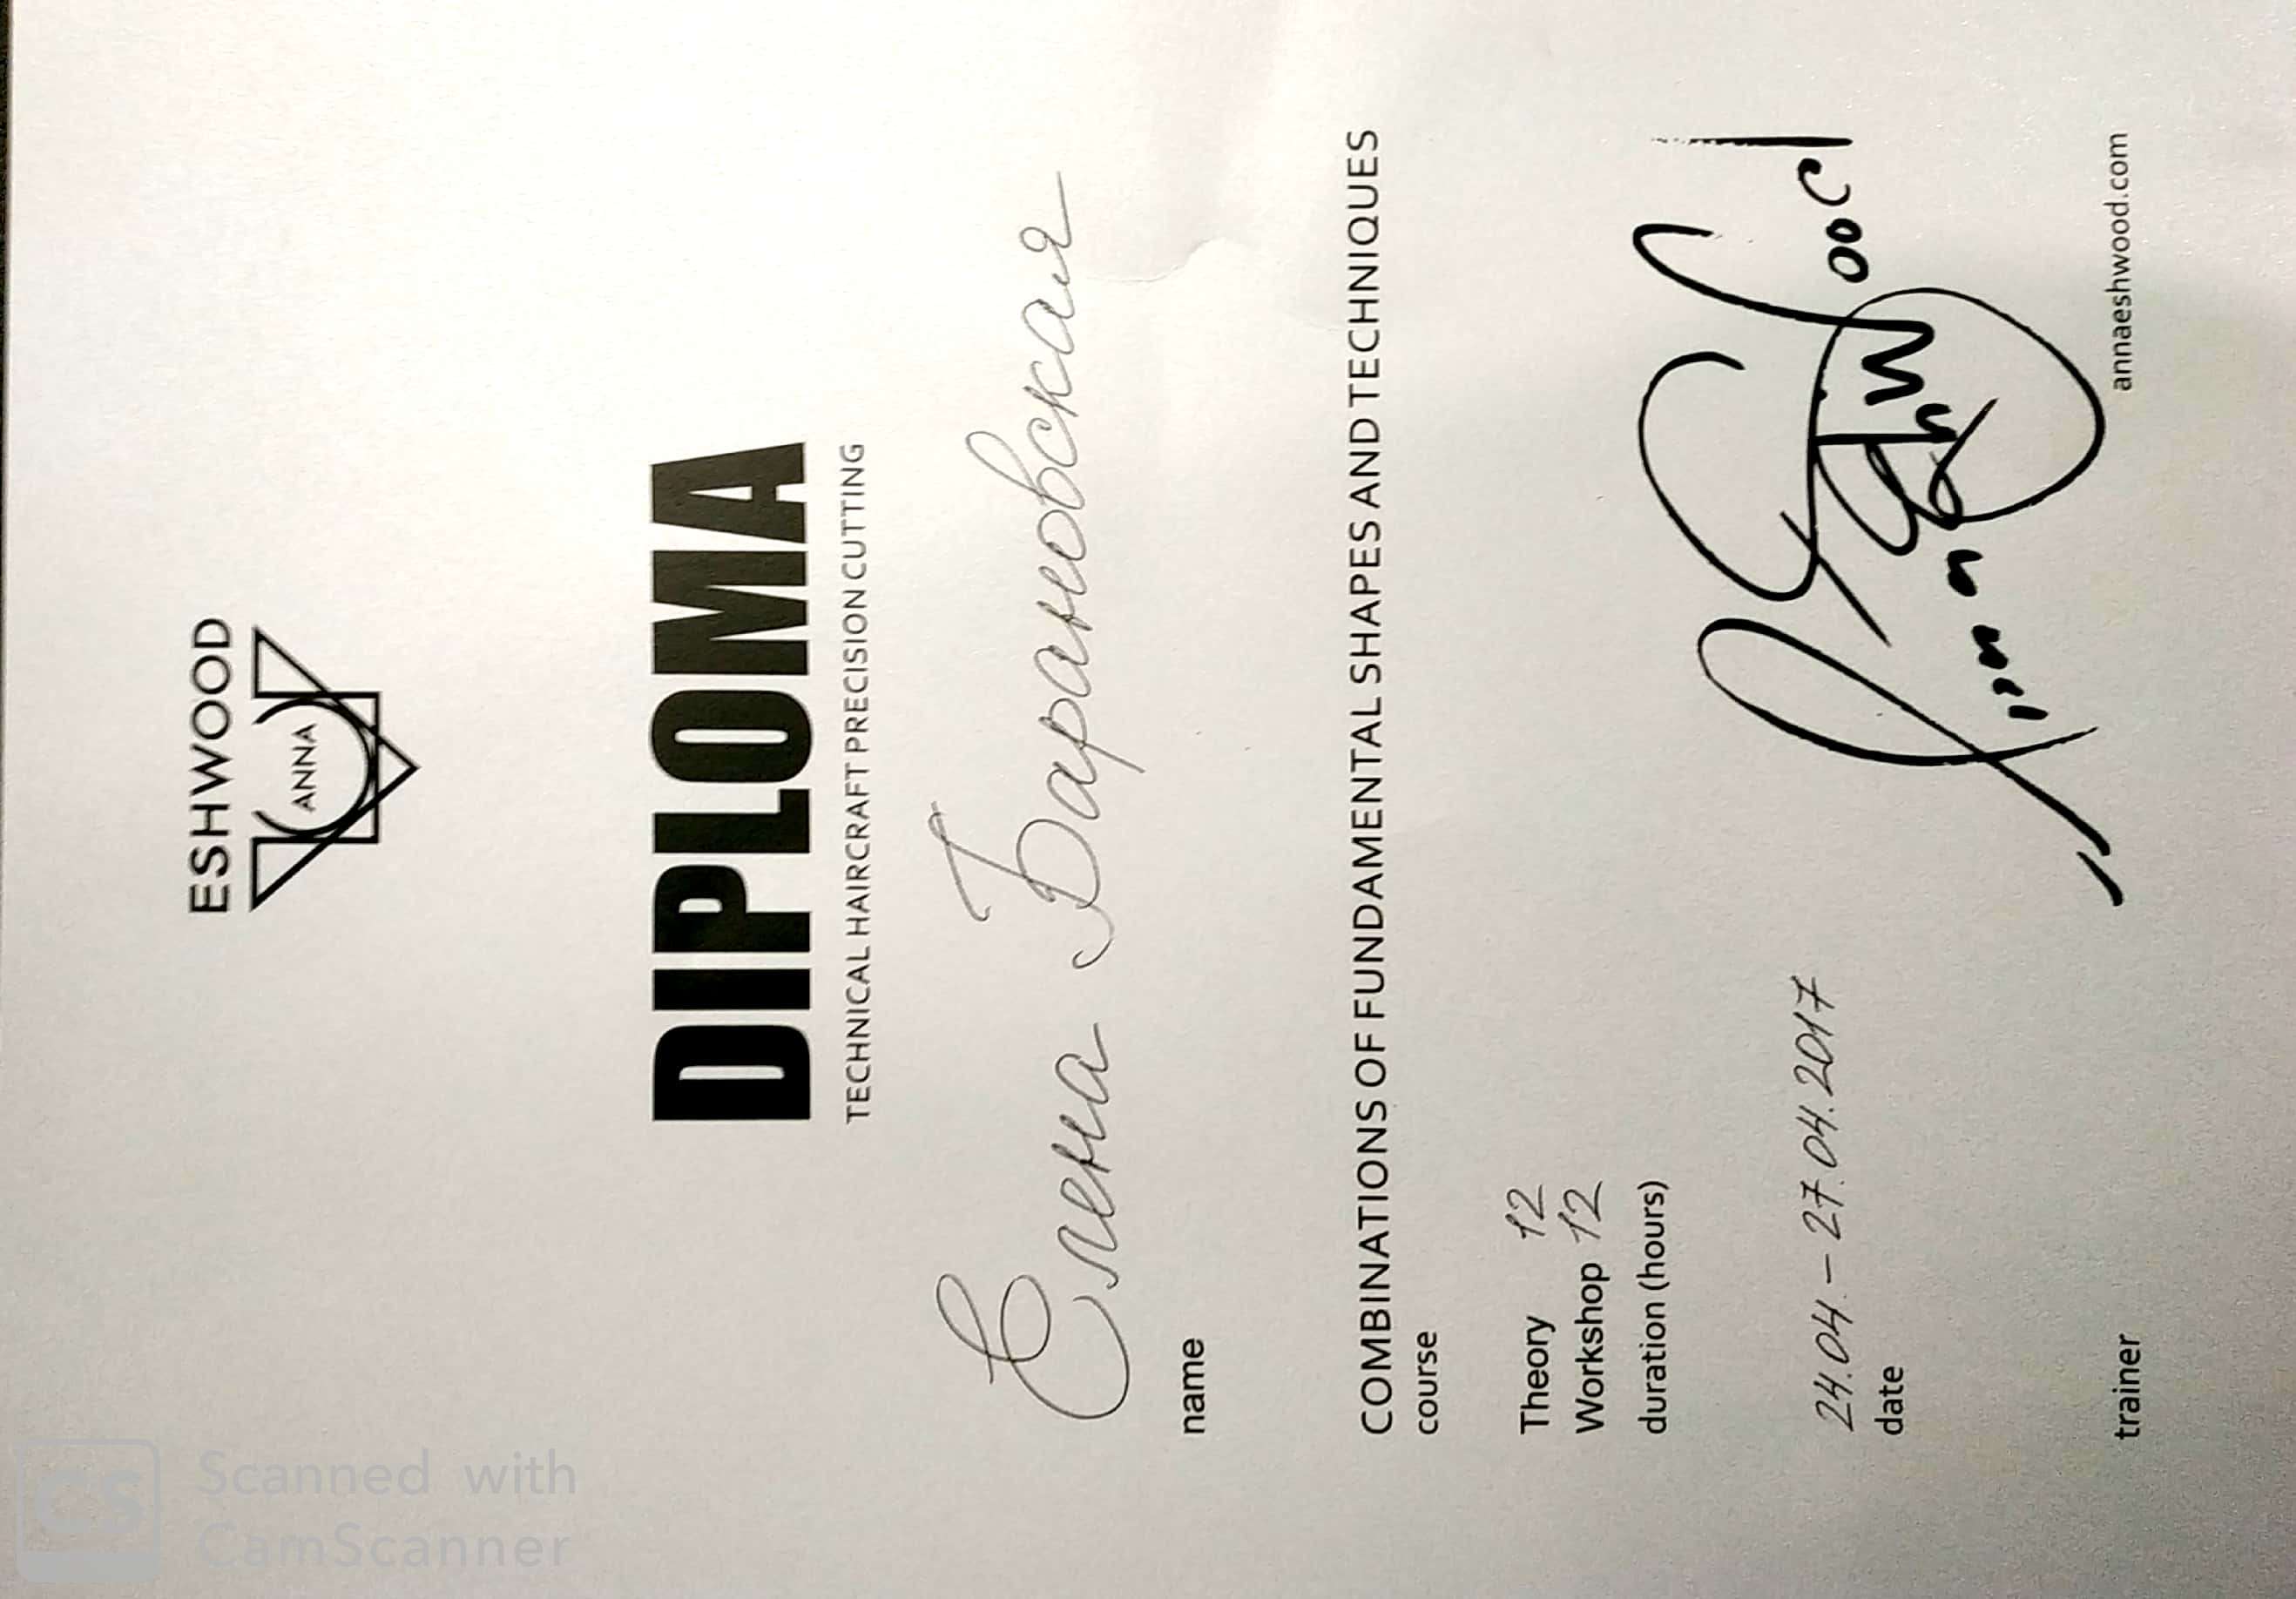 ESHWOOD
ANNA
DIPLOMA
TECHNICAL HAIRCRAFT PRECISION CUTTING
Елена Барановская
name
COMBINATIONS OF FUNDAMENTAL SHAPES AND TECHNIQUES
course
Theory 12
Workshop 12
duration (hours)
24.04. – 27.04.2017
date
trainer
annaeshwood.com
Scanned with
CamScanner
CS